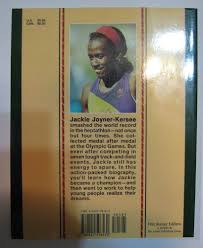 Jackie Joyner-Kersee
smashed the world record
in the heptathlon—not once
but four times. She col-
lected medal after medal
at the Olympic Games. But
even after competing in
seven tough track-and-field
events, Jackie still has
energy to spare. In this
action-packed biography,
you'll learn how Jackie
became a champion—and
then went to work to help
young people realize their
dreams.